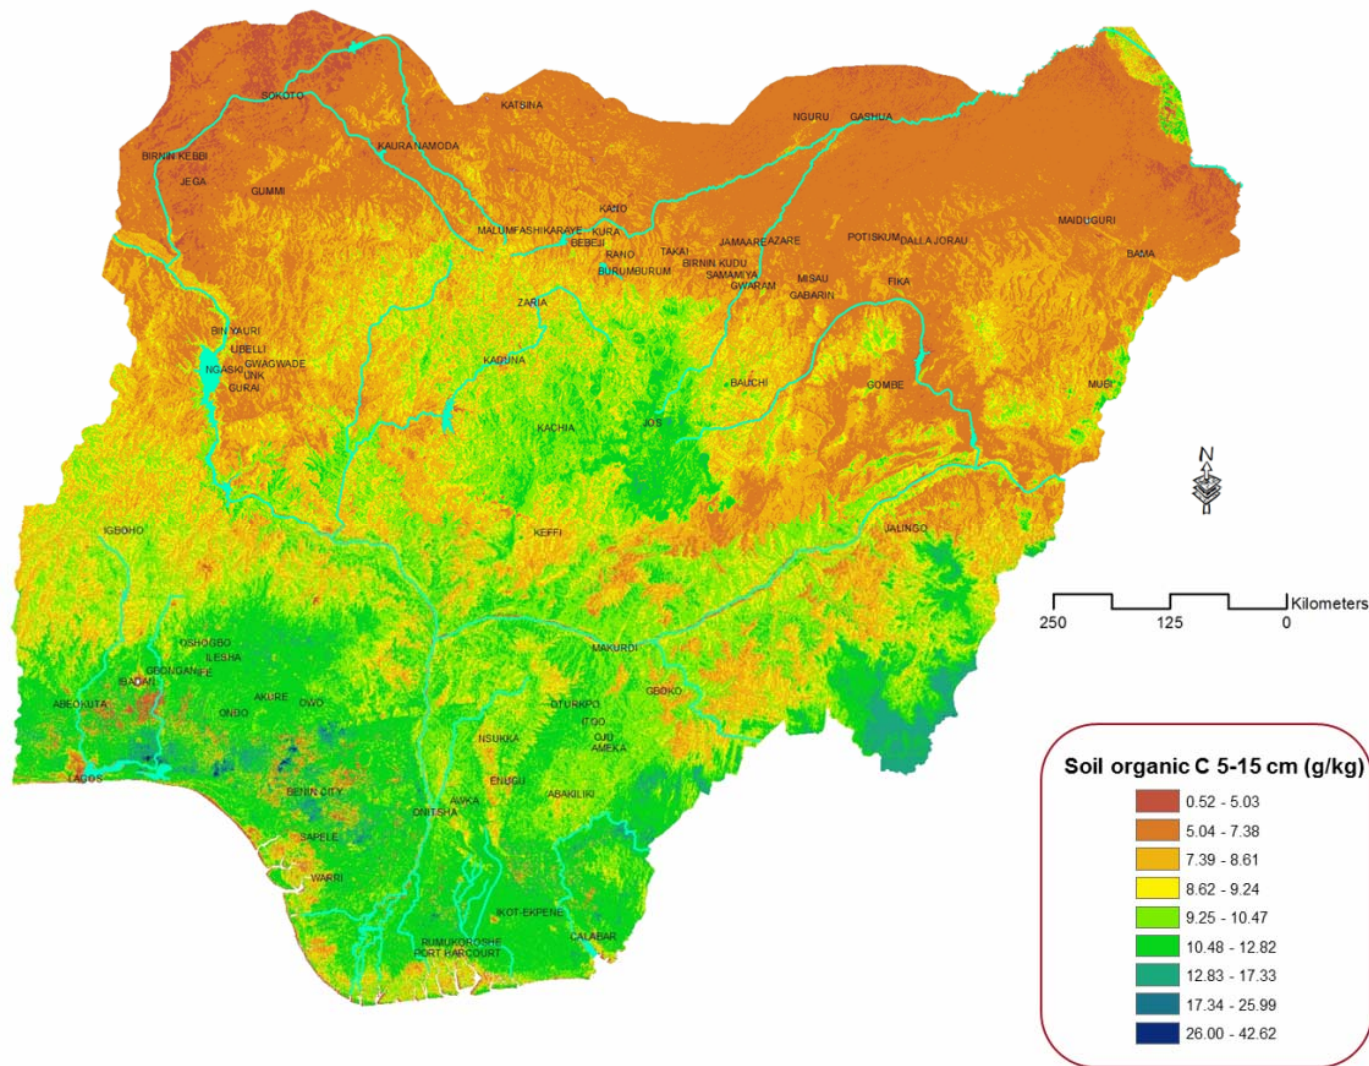 KATSINA
SOKOTO
NGURU
GASHUA
KAURA NAMODA
BIRNIN KEBBI
JEGA
GUMMI
KANO
MAIDUGURI
MALUMFASHI
KARAYE
KURA
BEBEJI
JAMAARE
AZARE
POTISKUM
DALLA JORAU
RANO
TAKAI
BIRNIN KUDU
BAMA
BURUMBURUM
SAMAMIYA
GWARAM
MISAU
FIKA
GABARIN
ZARIA
BIN YAURI
UBELLI
GWAGWADE
NGASKI
UNK
GURAI
KADUNA
BAUCHI
GOMBE
MUBI
KACHIA
JOS
N
IGBOHO
KEFFI
JALINGO
Kilometers
250
125
0
OSHOGBO
ILESHA
GBONGAN
IFE
IBADAN
MAKURDI
ABEOKUTA
AKURE
OWO
ONDO
GBOKO
OTURKPO
ITOO
OJU
AMEKA
NSUKKA
LAGOS
ENUGU
BENIN CITY
AWKA
ABAKILIKI
ONITSHA
SAPELE
WARRI
IKOT-EKPENE
CALABAR
RUMUKOROSHE
PORT HARCOURT
Soil organic C 5-15 cm (g/kg)
0.52 - 5.03
5.04 - 7.38
7.39 - 8.61
8.62 - 9.24
9.25 - 10.47
10.48 - 12.82
12.83 - 17.33
17.34 - 25.99
26.00 - 42.62